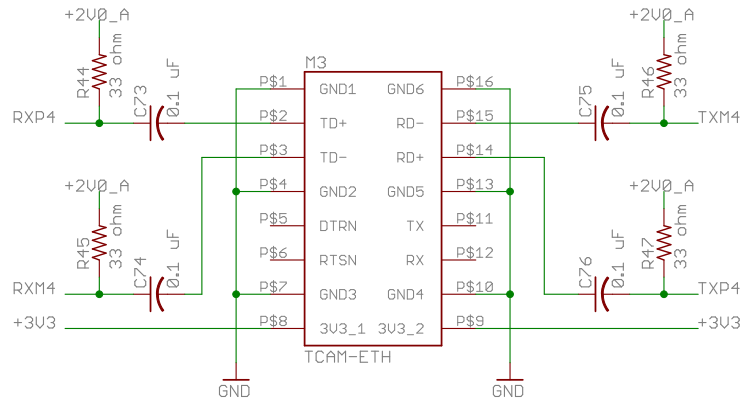 +2V0_A
+2V0_A
R44
33 ohm
C73
0.1 uF
M3
C75
0.1 uF
R46
33 ohm
P$1 GND1 GND6 P$16
RXP4 P$2 TD+ RD- P$15 TXM4
P$3 TD- RD+ P$14
+2V0_A P$4 GND2 GND5 P$13 +2V0_A
R45
33 ohm
C74
0.1 uF
P$5 DTRN TX P$11
P$6 RTSN RX P$12
C76
0.1 uF
R47
33 ohm
RXM4 P$7 GND3 GND4 P$10 TXP4
+3V3 P$8 3V3_1 3V3_2 P$9 +3V3
TCAM-ETH
GND
GND